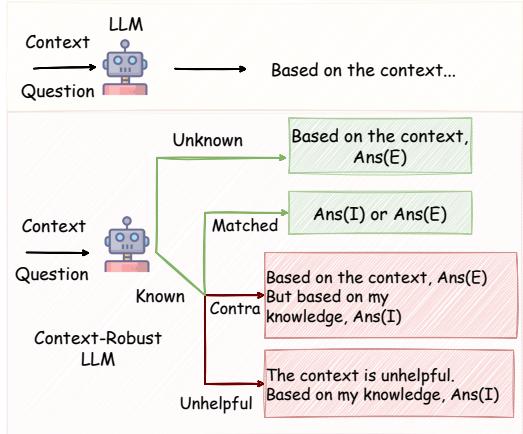 LLM
Context
Question
Based on the context...
Unknown
Based on the context,
Ans(E)
Matched
Ans(I) or Ans(E)
Context
Question
Known
Contra
Based on the context, Ans(E)
But based on my
knowledge, Ans(I)
Context-Robust
LLM
Unhelpful
The context is unhelpful.
Based on my knowledge, Ans(I)